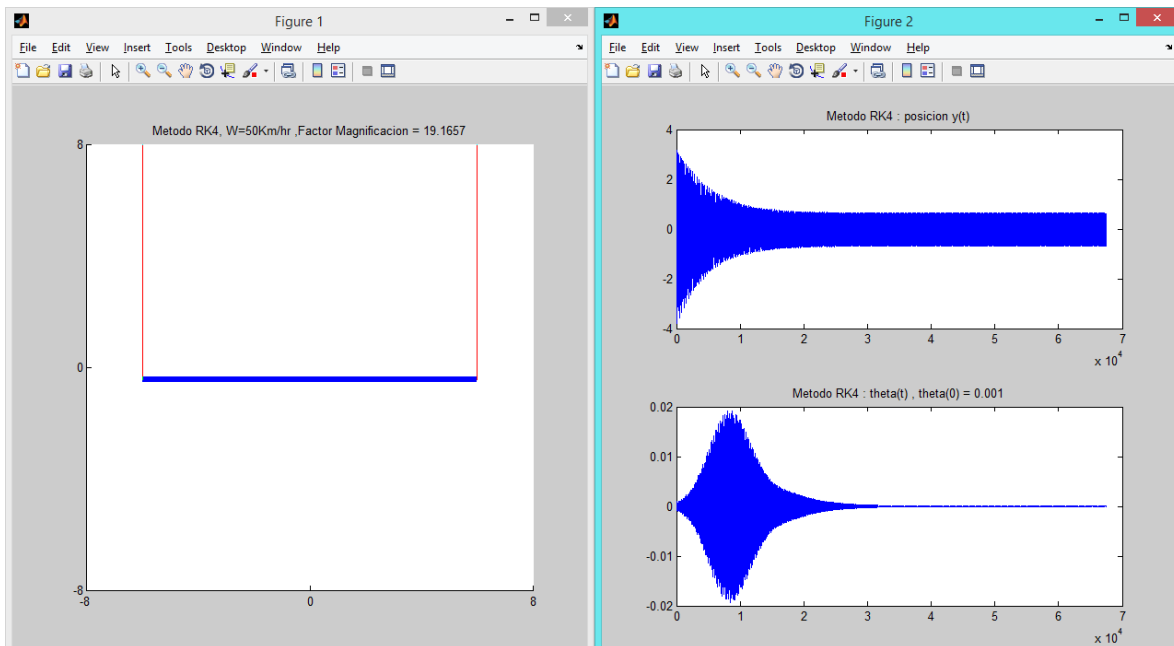 Figure 1
File Edit View Insert Tools Desktop Window Help
Metodo RK4, W=50Km/hr ,Factor Magnificacion = 19.1657
8
0
-8
-8 0 8
Figure 2
File Edit View Insert Tools Desktop Window Help
Metodo RK4 : posicion y(t)
4
2
0
-2
-4
0 1 2 3 4 5 6 7
x 10^4
Metodo RK4 : theta(t) , theta(0) = 0.001
0.02
0.01
0
-0.01
-0.02
0 1 2 3 4 5 6 7
x 10^4